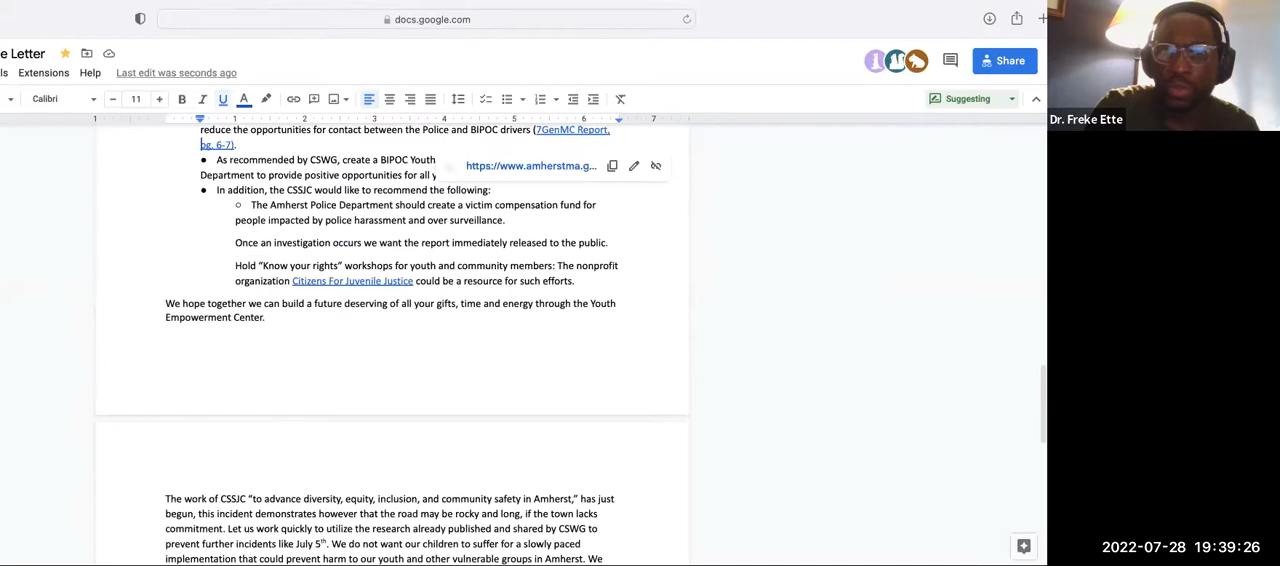 docs.google.com
e Letter
ls Extensions Help Last edit was seconds ago
Share
Calibri 11 B I U A Suggesting
Dr. Freke Ette
1 1 2 3 4 5 6 7
reduce the opportunities for contact between the Police and BIPOC drivers (7GenMC Report,
pg. 6-7).
● As recommended by CSWG, create a BIPOC Youth
https://www.amherstma.g...
Department to provide positive opportunities for all y
● In addition, the CSSJC would like to recommend the following:
○ The Amherst Police Department should create a victim compensation fund for
people impacted by police harassment and over surveillance.
Once an investigation occurs we want the report immediately released to the public.
Hold “Know your rights” workshops for youth and community members: The nonprofit
organization Citizens For Juvenile Justice could be a resource for such efforts.
We hope together we can build a future deserving of all your gifts, time and energy through the Youth
Empowerment Center.
The work of CSSJC “to advance diversity, equity, inclusion, and community safety in Amherst,” has just
begun, this incident demonstrates however that the road may be rocky and long, if the town lacks
commitment. Let us work quickly to utilize the research already published and shared by CSWG to
prevent further incidents like July 5th. We do not want our children to suffer for a slowly paced
implementation that could prevent harm to our youth and other vulnerable groups in Amherst. We
2022-07-28 19:39:26